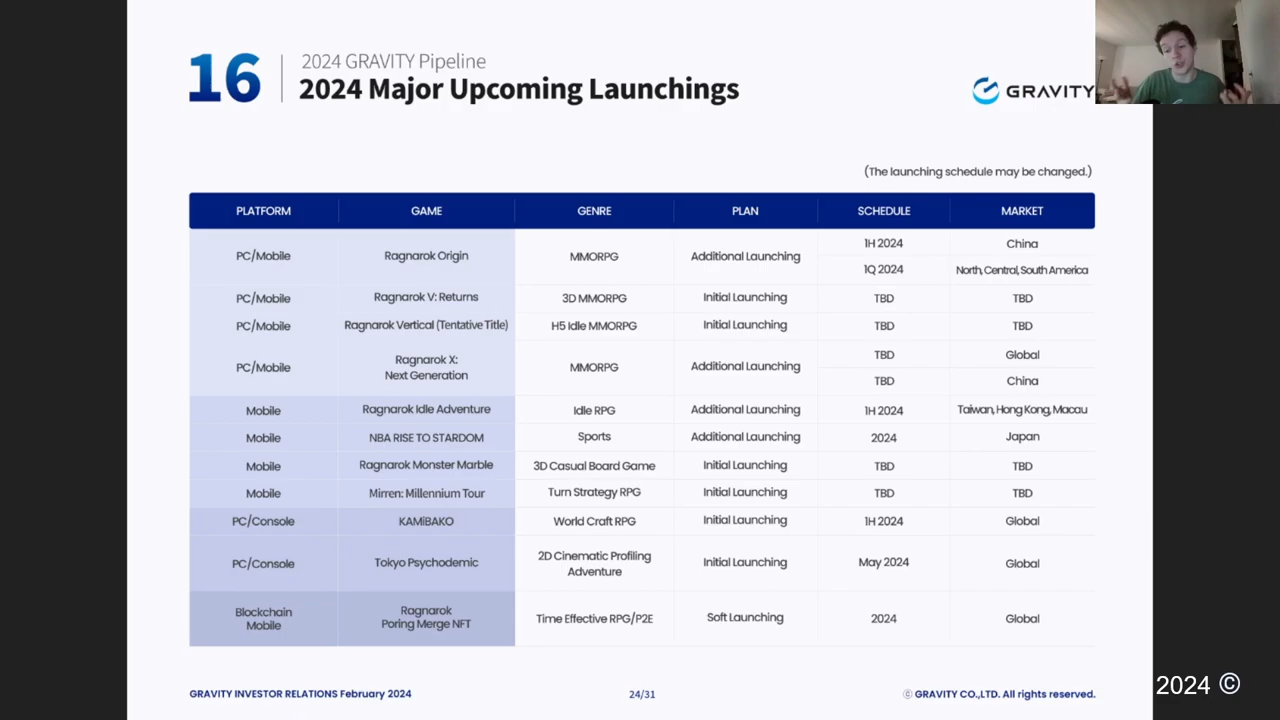 16
2024 GRAVITY Pipeline
2024 Major Upcoming Launchings
GRAVITY
(The launching schedule may be changed.)
PLATFORM GAME GENRE PLAN SCHEDULE MARKET
PC/Mobile Ragnarok Origin MMORPG Additional Launching 1H 2024 China
1Q 2024 North, Central, South America
PC/Mobile Ragnarok V: Returns 3D MMORPG Initial Launching TBD TBD
PC/Mobile Ragnarok Vertical (Tentative Title) H5 Idle MMORPG Initial Launching TBD TBD
PC/Mobile Ragnarok X: Next Generation MMORPG Additional Launching TBD Global
TBD China
Mobile Ragnarok Idle Adventure Idle RPG Additional Launching 1H 2024 Taiwan, Hong Kong, Macau
Mobile NBA RISE TO STARDOM Sports Additional Launching 2024 Japan
Mobile Ragnarok Monster Marble 3D Casual Board Game Initial Launching TBD TBD
Mobile Mirren: Millennium Tour Turn Strategy RPG Initial Launching TBD TBD
PC/Console KAMiBAKO World Craft RPG Initial Launching 1H 2024 Global
PC/Console Tokyo Psychodemic 2D Cinematic Profiling Adventure Initial Launching May 2024 Global
Blockchain Mobile Ragnarok Poring Merge NFT Time Effective RPG/P2E Soft Launching 2024 Global
GRAVITY INVESTOR RELATIONS February 2024 24/31 © GRAVITY CO.,LTD. All rights reserved.
2024 ©